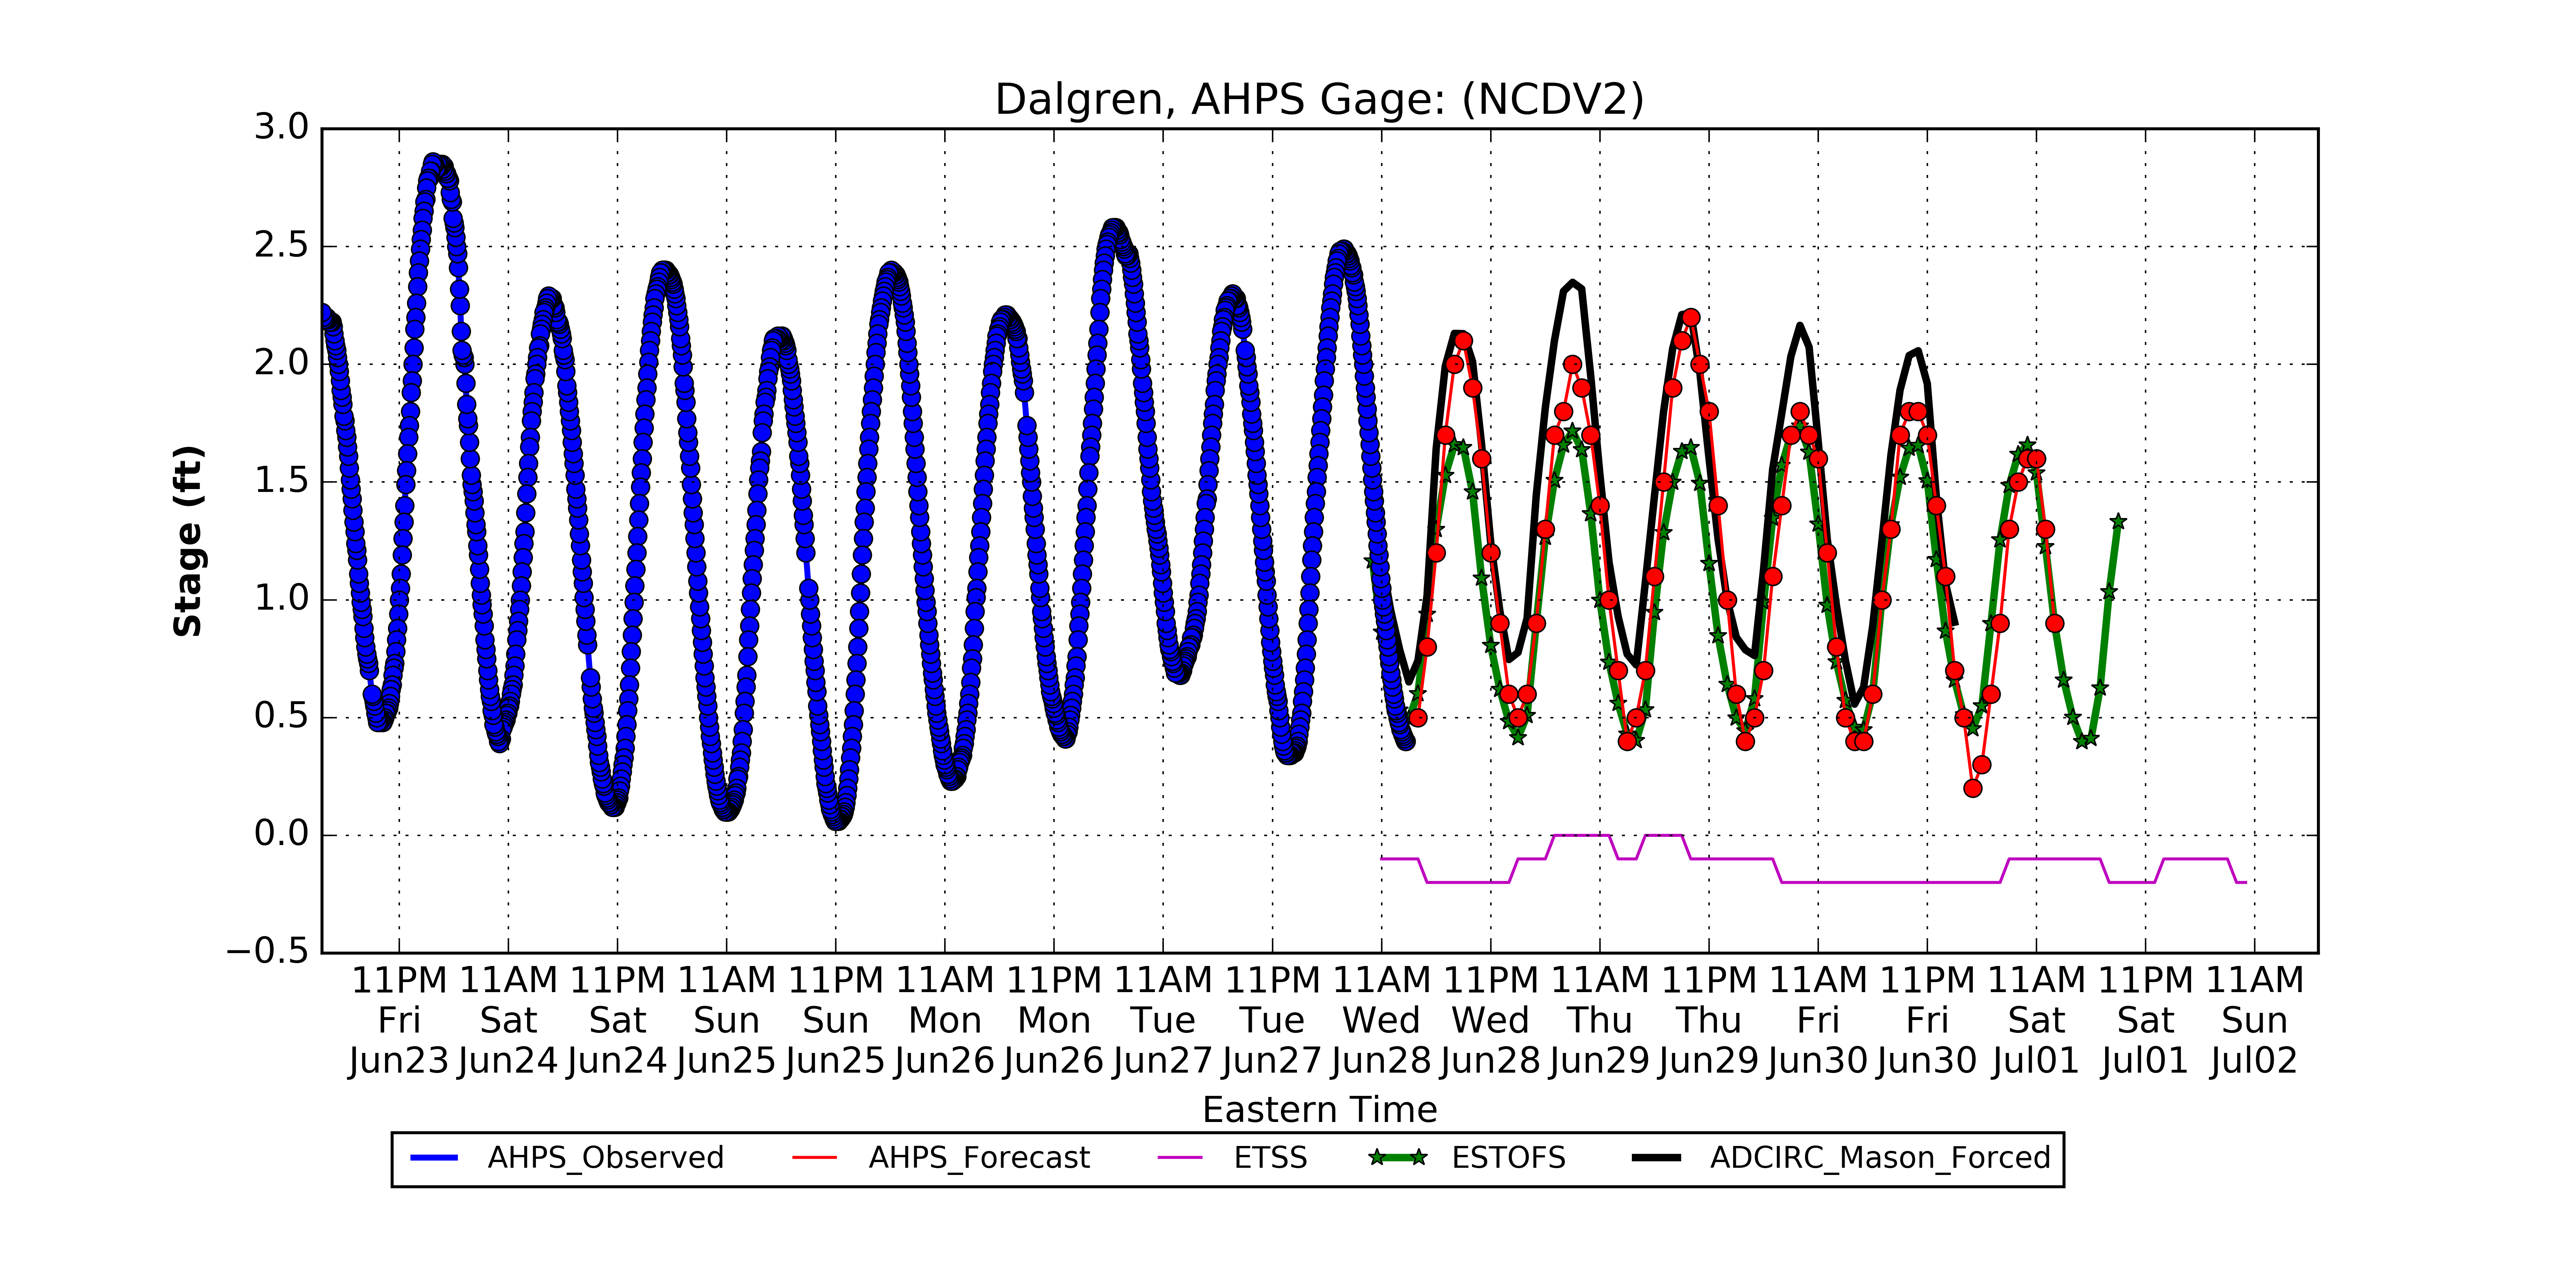 Dalgren, AHPS Gage: (NCDV2)
Stage (ft)
3.0
2.5
2.0
1.5
1.0
0.5
0.0
−0.5
11PM 11AM 11PM 11AM 11PM 11AM 11PM 11AM 11PM 11AM 11PM 11AM 11PM 11AM 11PM 11AM 11PM 11AM
Fri Sat Sat Sun Sun Mon Mon Tue Tue Wed Wed Thu Thu Fri Fri Sat Sat Sun
Jun23 Jun24 Jun24 Jun25 Jun25 Jun26 Jun26 Jun27 Jun27 Jun28 Jun28 Jun29 Jun29 Jun30 Jun30 Jul01 Jul01 Jul02
Eastern Time
AHPS_Observed AHPS_Forecast ETSS ESTOFS ADCIRC_Mason_Forced